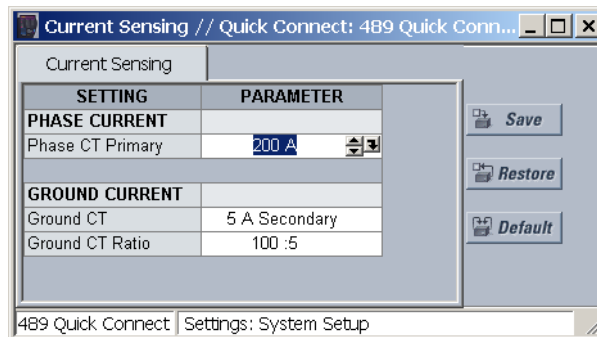 Current Sensing // Quick Connect: 489 Quick Conn...
Current Sensing
SETTING PARAMETER
PHASE CURRENT
Phase CT Primary 200 A
GROUND CURRENT
Ground CT 5 A Secondary
Ground CT Ratio 100 :5
Save
Restore
Default
489 Quick Connect Settings: System Setup